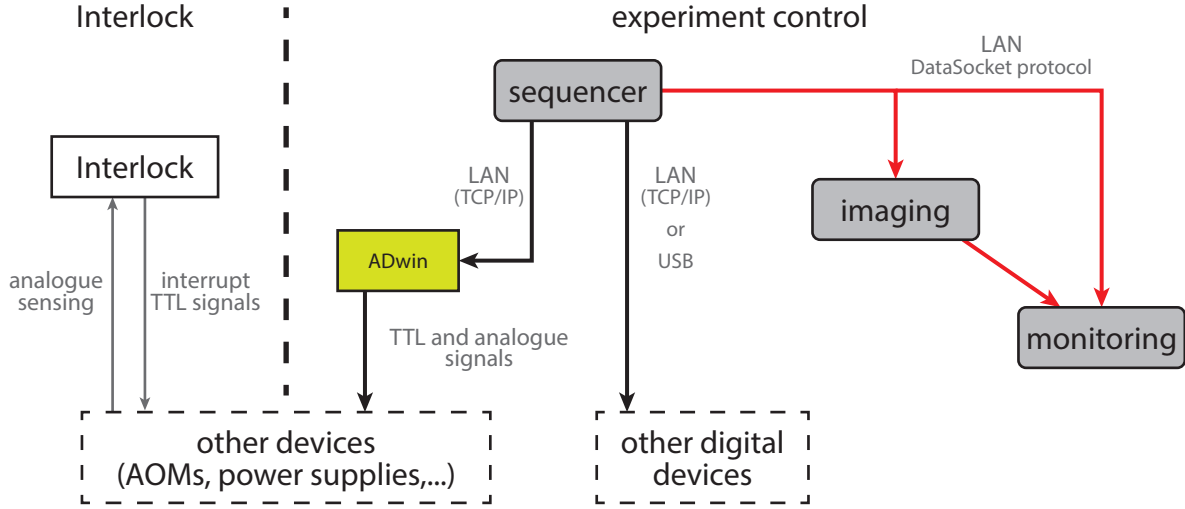 Interlock
experiment control
LAN
DataSocket protocol
sequencer
Interlock
LAN
(TCP/IP)
LAN
(TCP/IP)
or
USB
imaging
ADwin
analogue
sensing
interrupt
TTL signals
TTL and analogue
signals
monitoring
other devices
(AOMs, power supplies,...)
other digital
devices